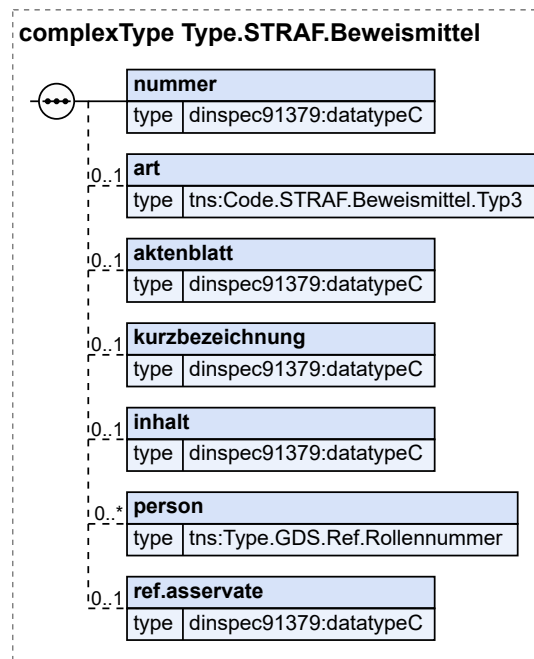 complexType Type.STRAF.Beweismittel
nummer
type dinspec91379:datatypeC
0..1 art
type tns:Code.STRAF.Beweismittel.Typ3
0..1 aktenblatt
type dinspec91379:datatypeC
0..1 kurzbezeichnung
type dinspec91379:datatypeC
0..1 inhalt
type dinspec91379:datatypeC
0..* person
type tns:Type.GDS.Ref.Rollennummer
0..1 ref.asservate
type dinspec91379:datatypeC